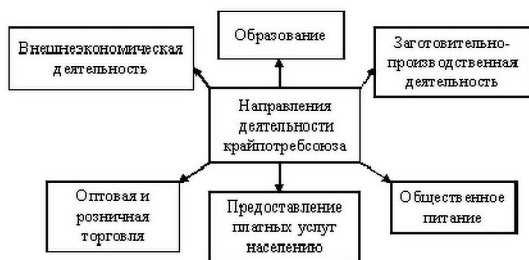 Внешнеэкономическая
деятельность
Образование
Заготовительно-
производственная
деятельность
Направления
деятельности
крайпотребсоюза
Оптовая и
розничная
торговля
Предоставление
платных услуг
населению
Общественное
питание